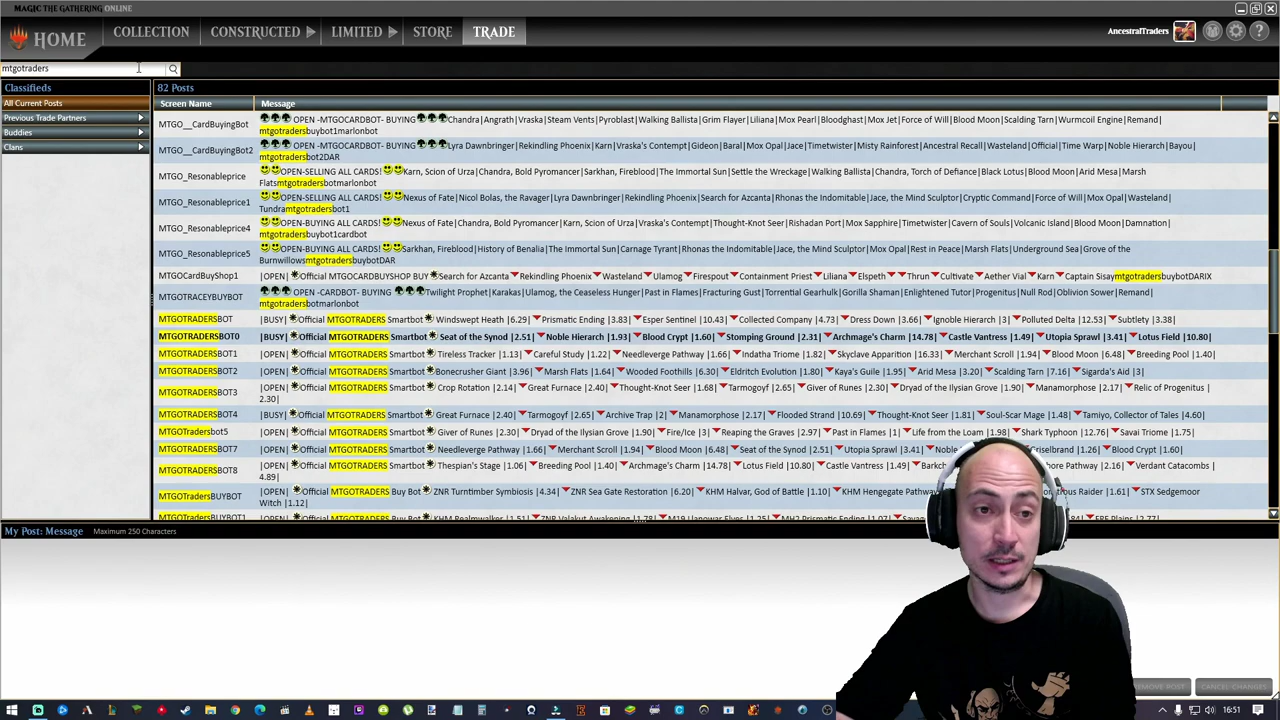 MAGIC THE GATHERING ONLINE
HOME
COLLECTION
CONSTRUCTED
LIMITED
STORE
TRADE
AncestralTraders
mtgotraders
Classifieds
All Current Posts
Previous Trade Partners
Buddies
Clans
82 Posts
Screen Name Message
MTGO__CardBuyingBot OPEN -MTGOCARDBOT- BUYING Chandra|Angrath|Vraska|Steam Vents|Pyroblast|Walking Ballista|Grim Flayer|Liliana|Mox Pearl|Bloodghast|Mox Jet|Force of Will|Blood Moon|Scalding Tarn|Wurmcoil Engine|Remand|
mtgotradersbuybot1marlonbot
MTGO__CardBuyingBot2 OPEN -MTGOCARDBOT- BUYING Lyra Dawnbringer|Rekindling Phoenix|Karn|Vraska's Contempt|Gideon|Baral|Mox Opal|Jace|Timetwister|Misty Rainforest|Ancestral Recall|Wasteland|Official|Time Warp|Noble Hierarch|Bayou|
mtgotradersbot2DAR
MTGO_Resonableprice OPEN-SELLING ALL CARDS! Karn, Scion of Urza|Chandra, Bold Pyromancer|Sarkhan, Fireblood|The Immortal Sun|Settle the Wreckage|Walking Ballista|Chandra, Torch of Defiance|Black Lotus|Blood Moon|Arid Mesa|Marsh
Flatsmtgotradersbotmarlonbot
MTGO_Resonableprice1 OPEN-SELLING ALL CARDS! Nexus of Fate|Nicol Bolas, the Ravager|Lyra Dawnbringer|Rekindling Phoenix|Search for Azcanta|Rhonas the Indomitable|Jace, the Mind Sculptor|Cryptic Command|Force of Will|Mox Opal|Wasteland|
Tundramtgotradersbot1
MTGO_Resonableprice4 OPEN-BUYING ALL CARDS! Nexus of Fate|Chandra, Bold Pyromancer|Karn, Scion of Urza|Vraska's Contempt|Thought-Knot Seer|Rishadan Port|Mox Sapphire|Timetwister|Cavern of Souls|Volcanic Island|Blood Moon|Damnation|
mtgotradersbuybot1cardbot
MTGO_Resonableprice5 OPEN-BUYING ALL CARDS! Sarkhan, Fireblood|History of Benalia|The Immortal Sun|Carnage Tyrant|Rhonas the Indomitable|Jace, the Mind Sculptor|Mox Opal|Rest in Peace|Marsh Flats|Underground Sea|Grove of the
BurnwillowsmtgotradersbuybotDAR
MTGOCardBuyShop1 |OPEN| Official MTGOCARDBUYSHOP BUY Search for Azcanta Rekindling Phoenix Wasteland Ulamog Firespout Containment Priest Liliana Elspeth Thrun Cultivate Aether Vial Karn Captain Sisaymtgotradersbuybot​DARIX
MTGOTRACEYBUYBOT OPEN -CARDBOT- BUYING Twilight Prophet|Karakas|Ulamog, the Ceaseless Hunger|Past in Flames|Fracturing Gust|Torrential Gearhulk|Gorilla Shaman|Enlightened Tutor|Progenitus|Null Rod|Oblivion Sower|Remand|
mtgotradersbotmarlonbot
MTGOTRADERSBOT |BUSY| Official MTGOTRADERS Smartbot Windswept Heath |6.29| Prismatic Ending |3.83| Esper Sentinel |10.43| Collected Company |4.73| Dress Down |3.66| Ignoble Hierarch |3| Polluted Delta |12.53| Subtlety |3.38|
MTGOTRADERSBOT0 |BUSY| Official MTGOTRADERS Smartbot Seat of the Synod |2.51| Noble Hierarch |1.93| Blood Crypt |1.60| Stomping Ground |2.31| Archmage's Charm |14.78| Castle Vantress |1.49| Utopia Sprawl |3.41| Lotus Field |10.80|
MTGOTRADERSBOT1 |OPEN| Official MTGOTRADERS Smartbot Tireless Tracker |1.13| Careful Study |1.22| Needleverge Pathway |1.66| Indatha Triome |1.82| Skyclave Apparition |16.33| Merchant Scroll |1.94| Blood Moon |6.48| Breeding Pool |1.40|
MTGOTRADERSBOT2 |OPEN| Official MTGOTRADERS Smartbot Bonecrusher Giant |3.96| Marsh Flats |1.64| Wooded Foothills |6.30| Eldritch Evolution |1.80| Kaya's Guile |1.95| Arid Mesa |3.20| Scalding Tarn |7.16| Sigarda's Aid |3|
MTGOTRADERSBOT3 |OPEN| Official MTGOTRADERS Smartbot Crop Rotation |2.14| Great Furnace |2.40| Thought-Knot Seer |1.68| Tarmogoyf |2.65| Giver of Runes |2.30| Dryad of the Ilysian Grove |1.90| Manamorphose |2.17| Relic of Progenitus |
2.30|
MTGOTRADERSBOT4 |BUSY| Official MTGOTRADERS Smartbot Great Furnace |2.40| Tarmogoyf |2.65| Archive Trap |2| Manamorphose |2.17| Flooded Strand |10.69| Thought-Knot Seer |1.81| Soul-Scar Mage |1.48| Tamiyo, Collector of Tales |4.60|
MTGOTradersbot5 |OPEN| Official MTGOTRADERS Smartbot Giver of Runes |2.30| Dryad of the Ilysian Grove |1.90| Fire/Ice |3| Reaping the Graves |2.97| Past in Flames |1| Life from the Loam |1.98| Shark Typhoon |12.76| Savai Triome |1.75|
MTGOTRADERSBOT7 |OPEN| Official MTGOTRADERS Smartbot Needleverge Pathway |1.66| Merchant Scroll |1.94| Blood Moon |6.48| Seat of the Synod |2.51| Utopia Sprawl |3.41| Noble Griselbrand |1.26| Blood Crypt |1.60|
MTGOTRADERSBOT8 |OPEN| Official MTGOTRADERS Smartbot Thespian's Stage |1.06| Breeding Pool |1.40| Archmage's Charm |14.78| Lotus Field |10.80| Castle Vantress |1.49| Pathway |2.16| Verdant Catacombs |
4.89|
MTGOTradersBUYBOT |OPEN| Official MTGOTRADERS Buy Bot ZNR Turntimber Symbiosis |4.34| ZNR Sea Gate Restoration |6.20| KHM Halvar, God of Battle |1.10| KHM Raider |1.61| STX Sedgemoor
Witch |1.12|
MTGOTradersBUYBOT1
My Post: Message Maximum 250 Characters
REMOVE POST CANCEL CHANGES
16:51